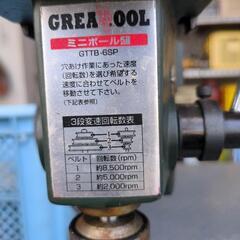 GREATOOL
ミニボール盤
GTTB-6SP
穴あけ作業にあった速度
(回転数)を選び希望する
速度に合わせてベルトを
移動させて下さい。
(下記表参照)
3段変速回転数表
ベルト 回転数(rpm)
1 約8,500rpm
2 約5,000rpm
3 約2,000rpm